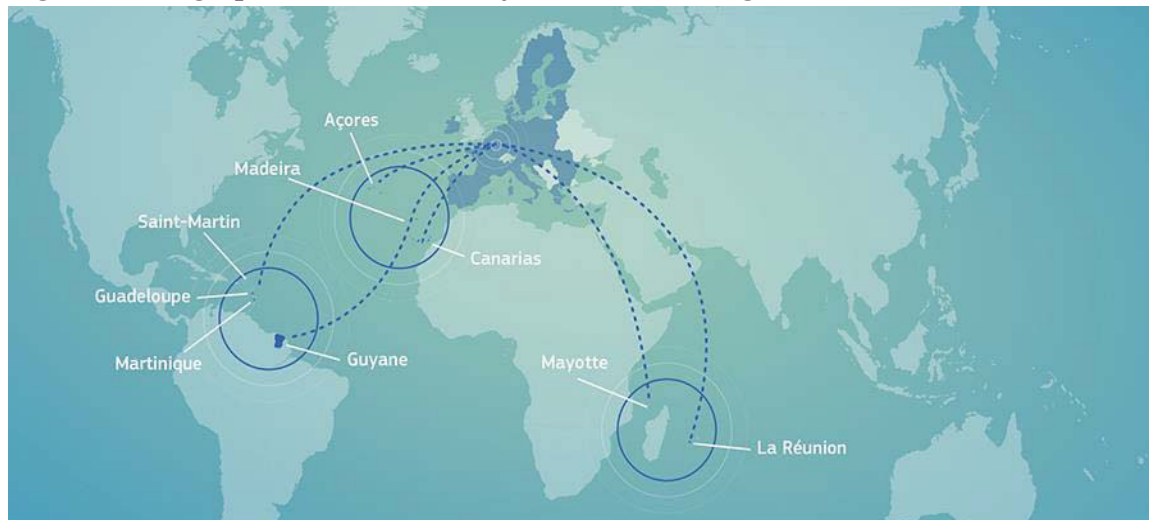 Açores
Madeira
Saint-Martin
Canarias
Guadeloupe
Martinique
Guyane
Mayotte
La Réunion